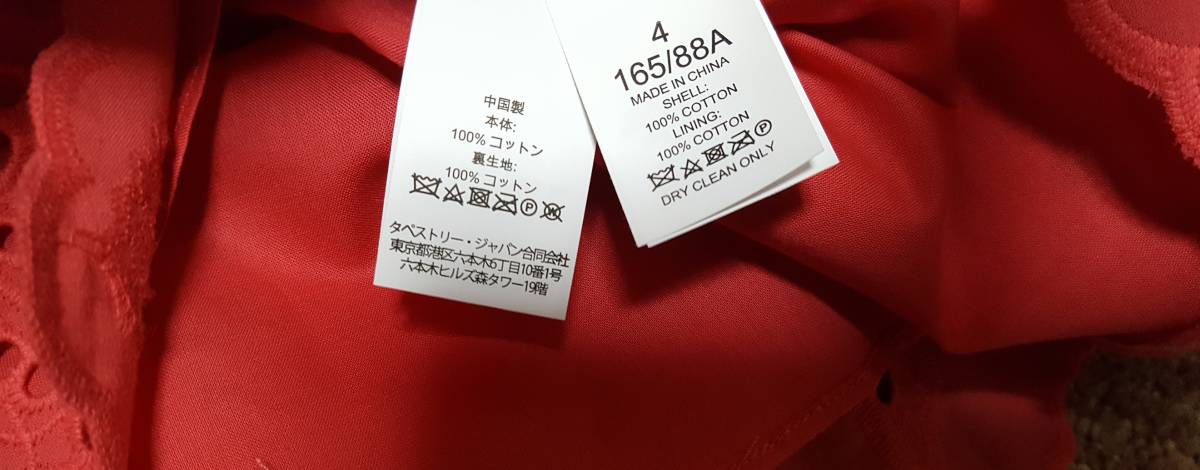 中国製
本体:
100% コットン
裏生地:
100% コットン
P W
タペストリー・ジャパン合同会社
東京都港区六本木6丁目10番1号
六本木ヒルズ森タワー19階
4
165/88A
MADE IN CHINA
SHELL:
100% COTTON
LINING:
100% COTTON
P
DRY CLEAN ONLY